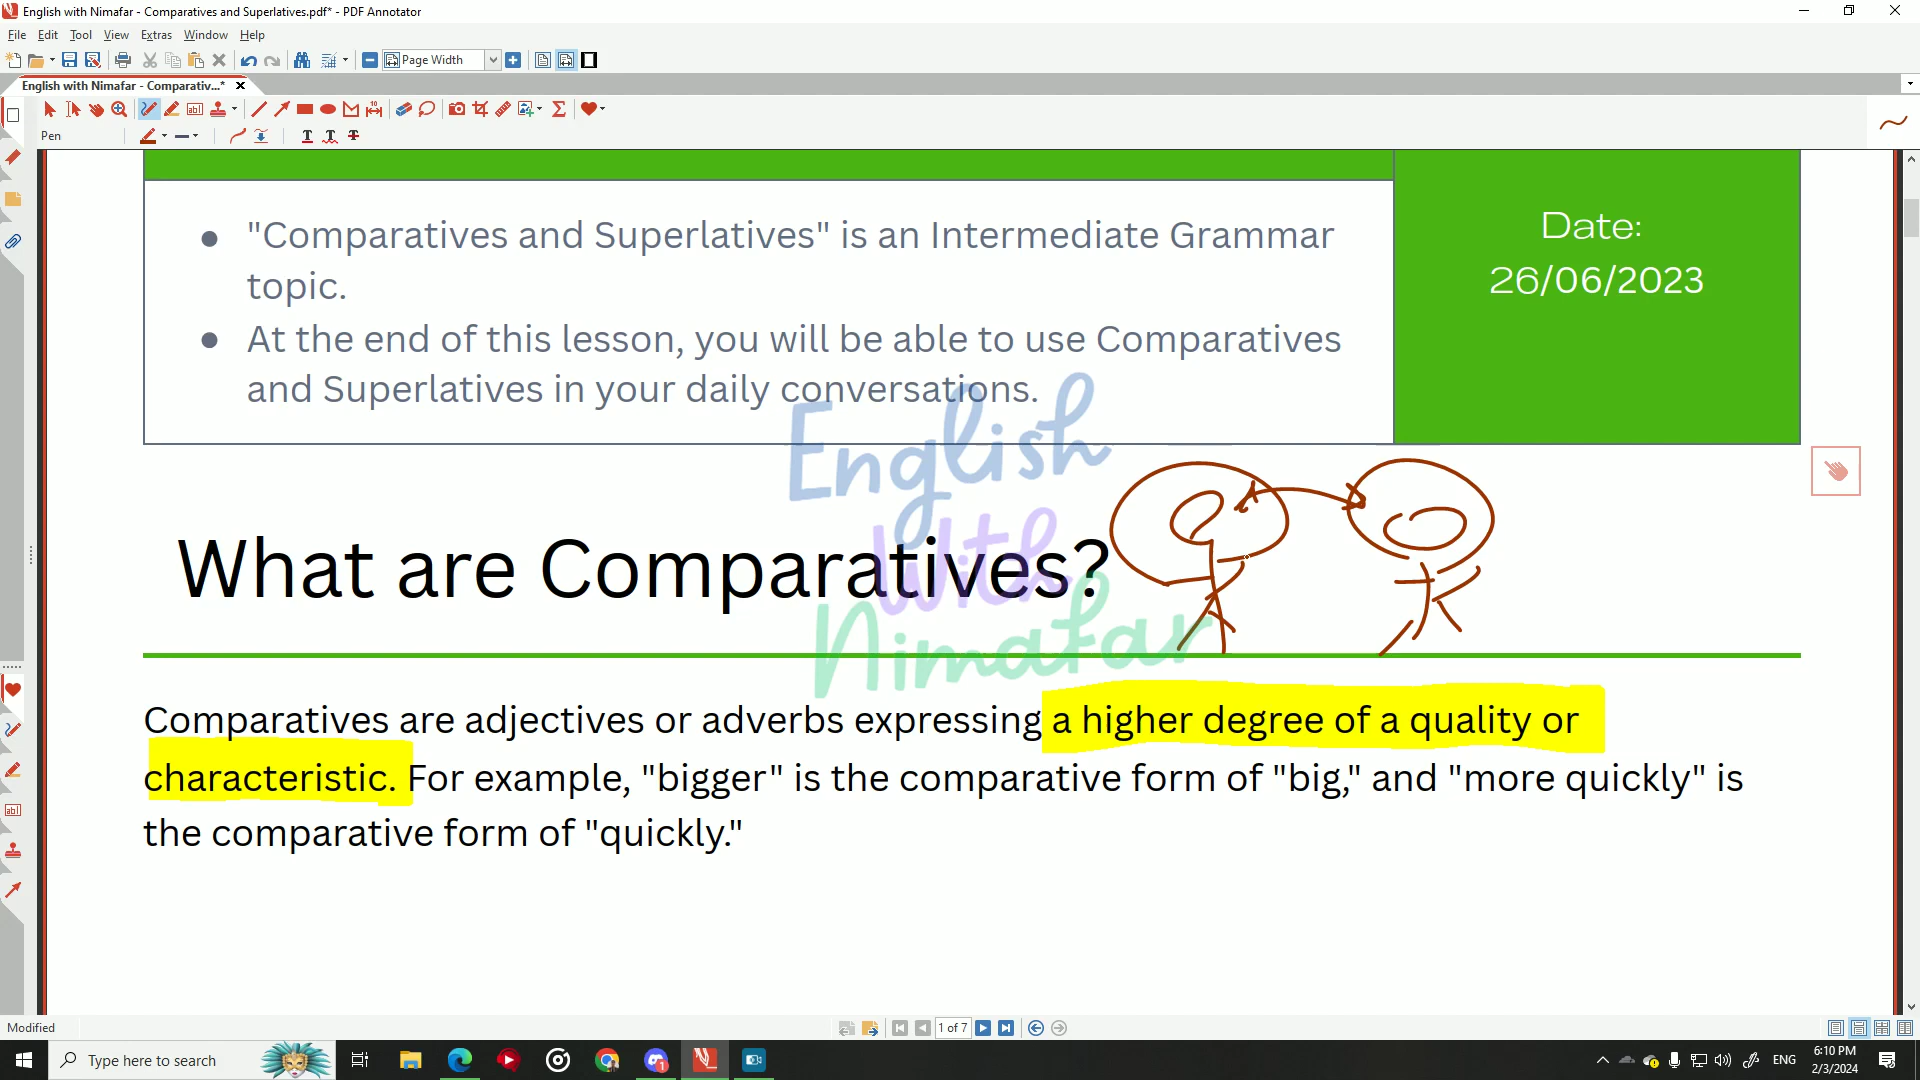 English with Nimafar - Comparatives and Superlatives.pdf* - PDF Annotator
File Edit Tool View Extras Window Help
Page Width
English with Nimafar - Comparativ...*
Pen
"Comparatives and Superlatives" is an Intermediate Grammar
topic.
At the end of this lesson, you will be able to use Comparatives
and Superlatives in your daily conversations.
Date:
26/06/2023
English
With
Nimafar
What are Comparatives?
Comparatives are adjectives or adverbs expressing a higher degree of a quality or
characteristic. For example, "bigger" is the comparative form of "big," and "more quickly" is
the comparative form of "quickly."
Modified
1 of 7
Type here to search
ENG
6:10 PM
2/3/2024